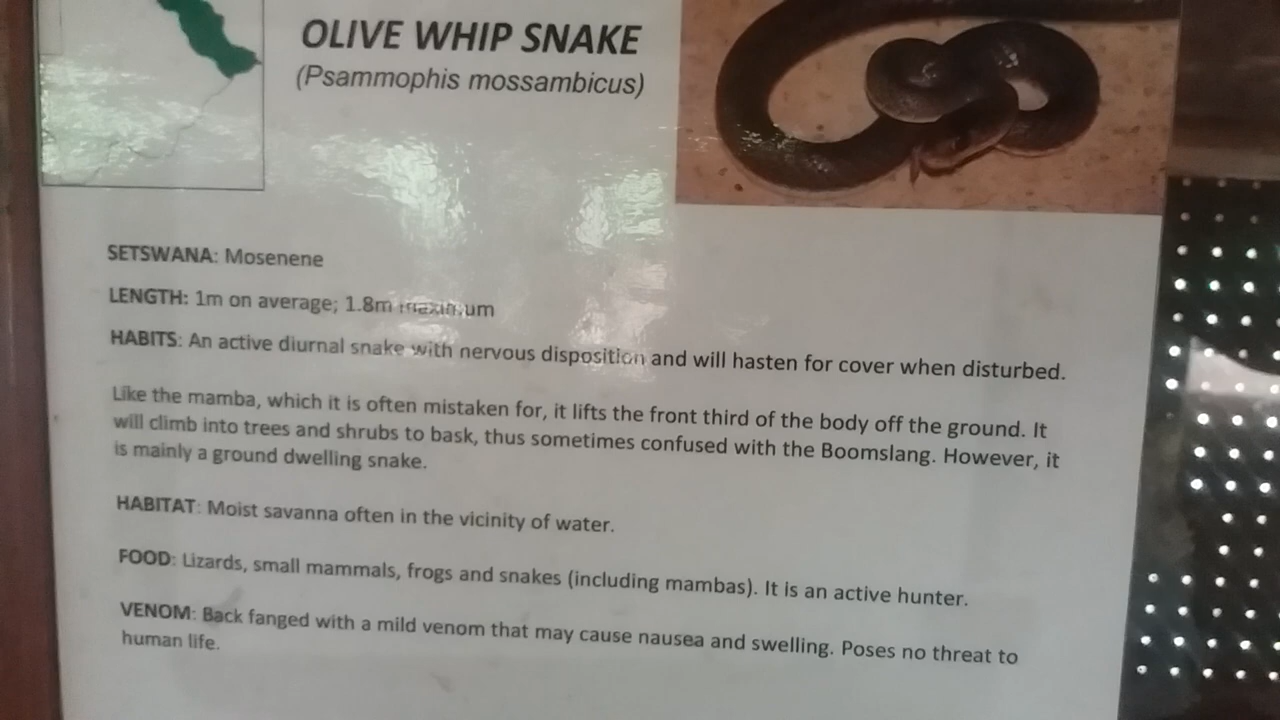 OLIVE WHIP SNAKE
(Psammophis mossambicus)
SETSWANA: Mosenene
LENGTH: 1m on average; 1.8m maximum
HABITS: An active diurnal snake with nervous disposition and will hasten for cover when disturbed.
Like the mamba, which it is often mistaken for, it lifts the front third of the body off the ground. It
will climb into trees and shrubs to bask, thus sometimes confused with the Boomslang. However, it
is mainly a ground dwelling snake.
HABITAT: Moist savanna often in the vicinity of water.
FOOD: Lizards, small mammals, frogs and snakes (including mambas). It is an active hunter.
VENOM: Back fanged with a mild venom that may cause nausea and swelling. Poses no threat to
human life.